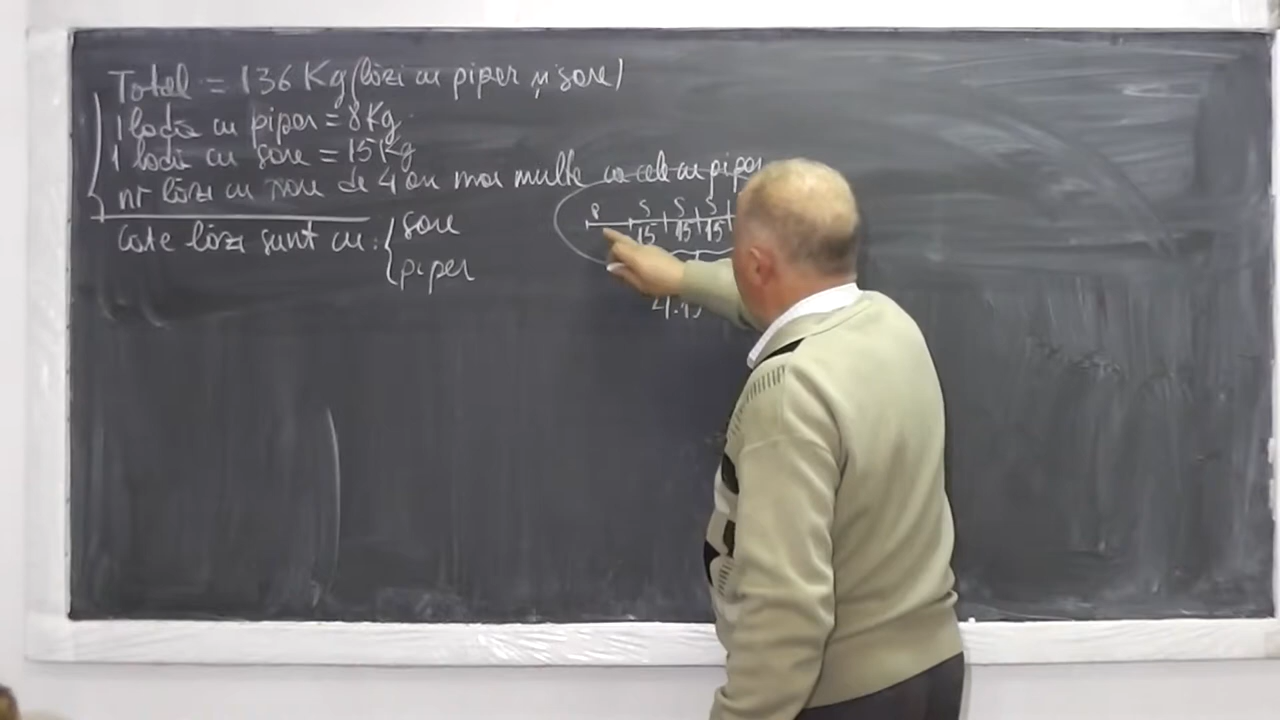 Total = 136 Kg (lăzi cu piper și sare)
1 ladă cu piper = 8 Kg
1 ladă cu sare = 15 Kg
nr lăzi cu sare de 4 ori mai multe ca cele cu piper
Câte lăzi sunt cu: { sare
piper
P S S S
15 15 15
4.15